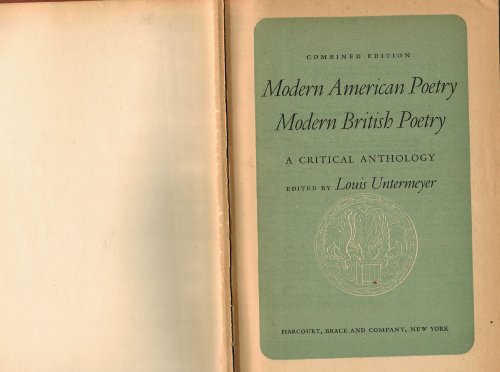 COMBINED EDITION
Modern American Poetry
Modern British Poetry
A CRITICAL ANTHOLOGY
EDITED BY Louis Untermeyer
HARCOURT, BRACE AND COMPANY, NEW YORK